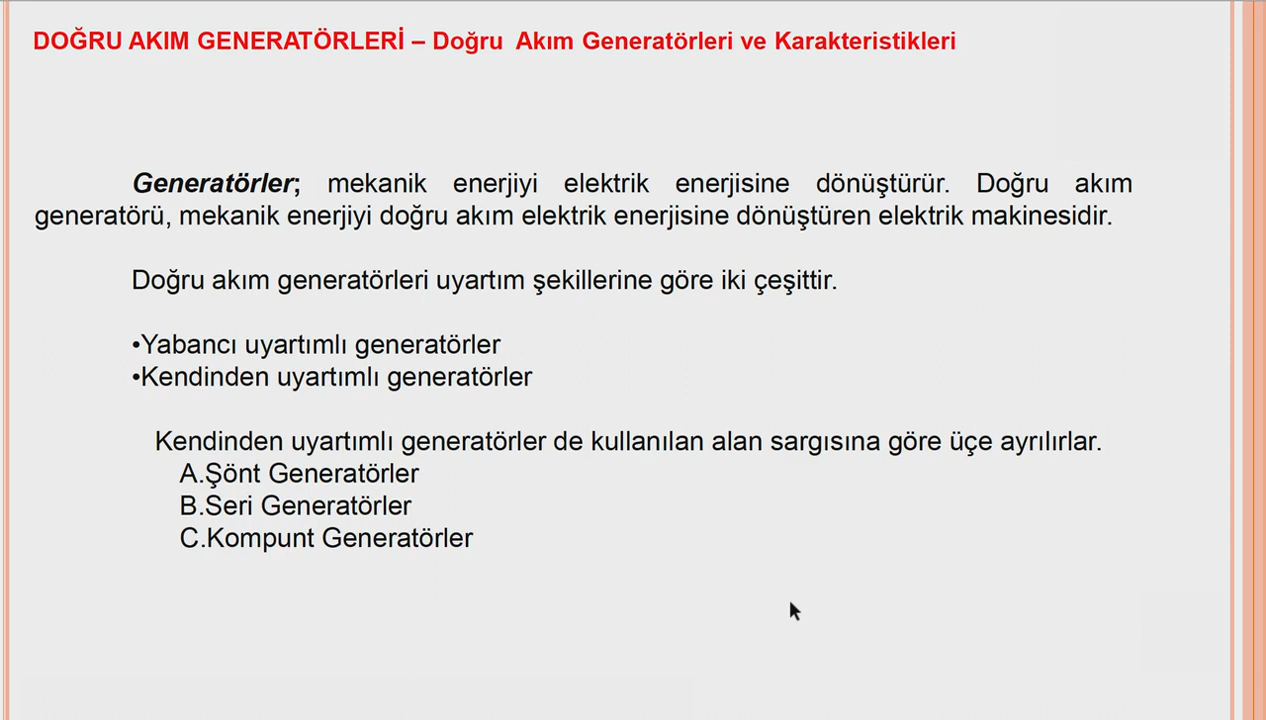 DOĞRU AKIM GENERATÖRLERİ – Doğru Akım Generatörleri ve Karakteristikleri
Generatörler; mekanik enerjiyi elektrik enerjisine dönüştürür. Doğru akım
generatörü, mekanik enerjiyi doğru akım elektrik enerjisine dönüştüren elektrik makinesidir.
Doğru akım generatörleri uyartım şekillerine göre iki çeşittir.
•Yabancı uyartımlı generatörler
•Kendinden uyartımlı generatörler
Kendinden uyartımlı generatörler de kullanılan alan sargısına göre üçe ayrılırlar.
A.Şönt Generatörler
B.Seri Generatörler
C.Kompunt Generatörler